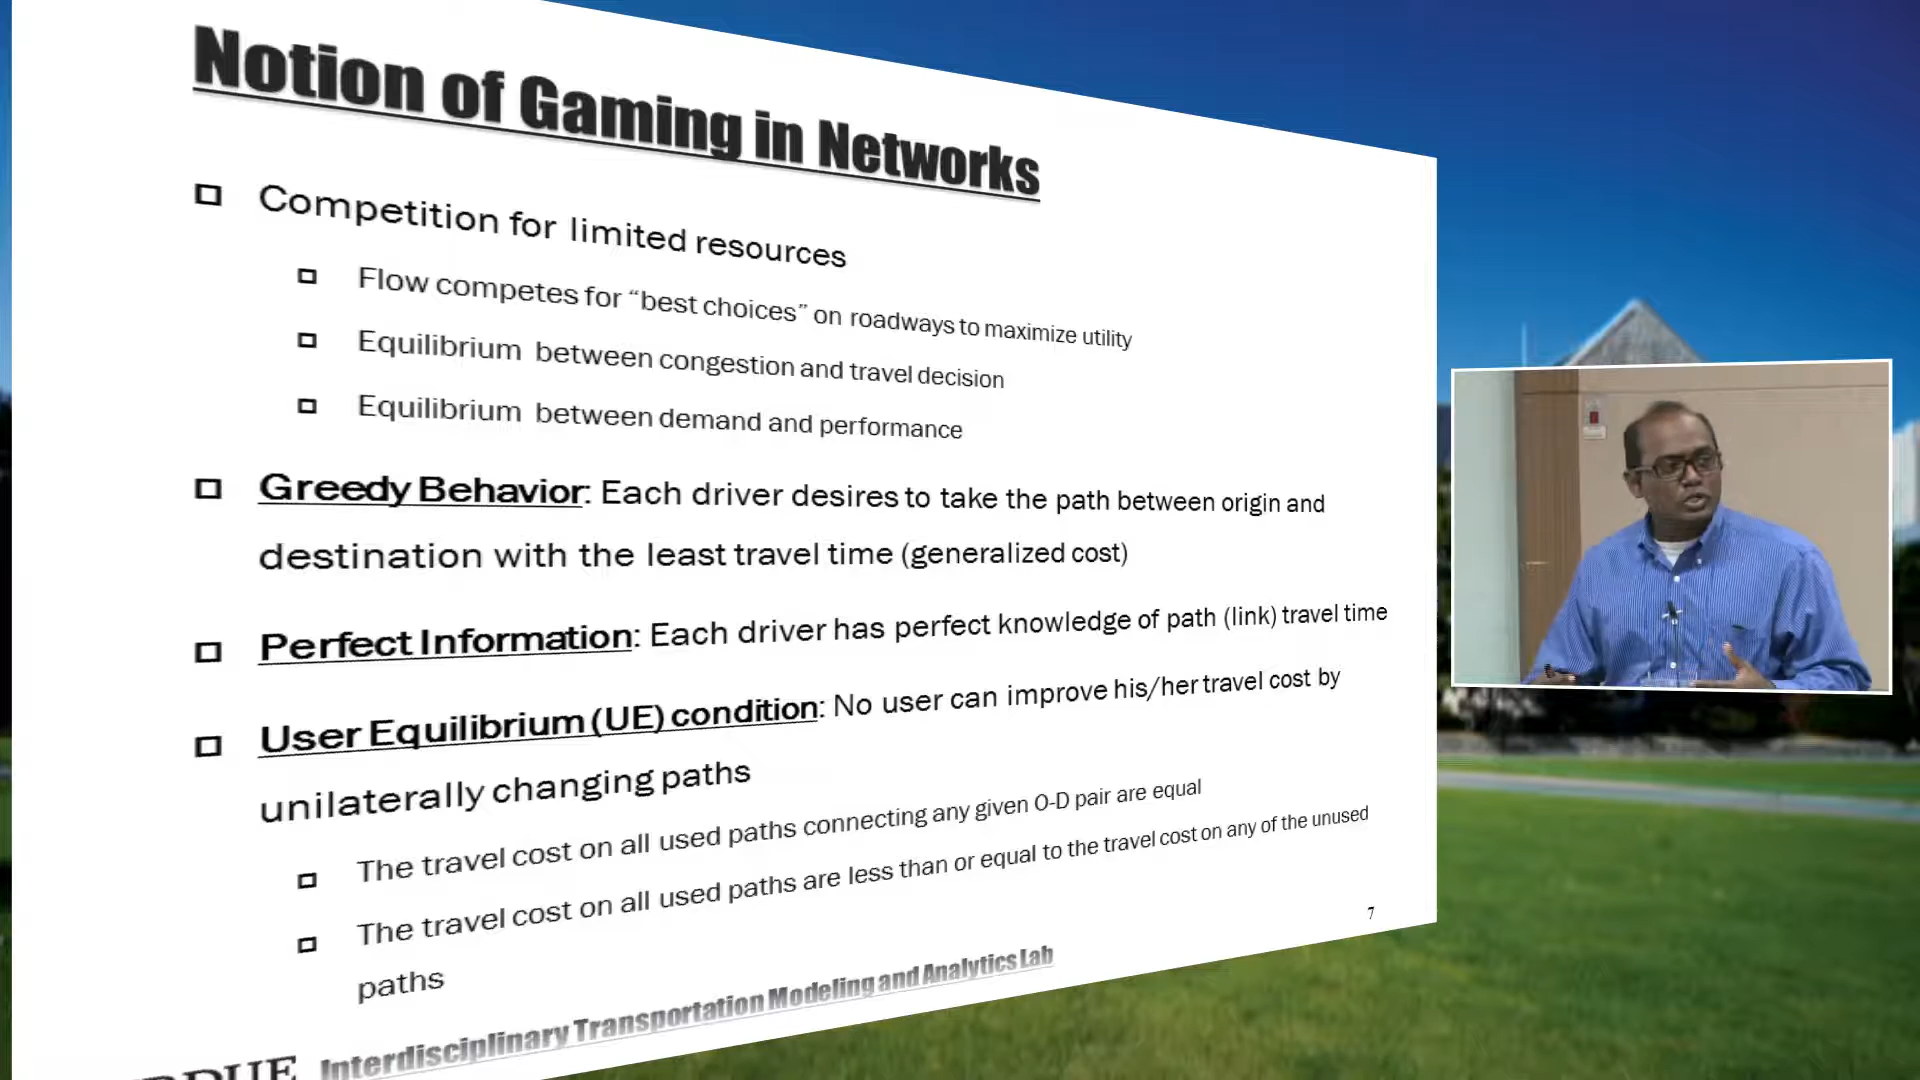 Notion of Gaming in Networks
Competition for limited resources
Flow competes for “best choices” on roadways to maximize utility
Equilibrium between congestion and travel decision
Equilibrium between demand and performance
Greedy Behavior: Each driver desires to take the path between origin and
destination with the least travel time (generalized cost)
Perfect Information: Each driver has perfect knowledge of path (link) travel time
User Equilibrium (UE) condition: No user can improve his/her travel cost by
unilaterally changing paths
The travel cost on all used paths connecting any given O-D pair are equal
The travel cost on all used paths are less than or equal to the travel cost on any of the unused
paths
7
Interdisciplinary Transportation Modeling and Analytics Lab